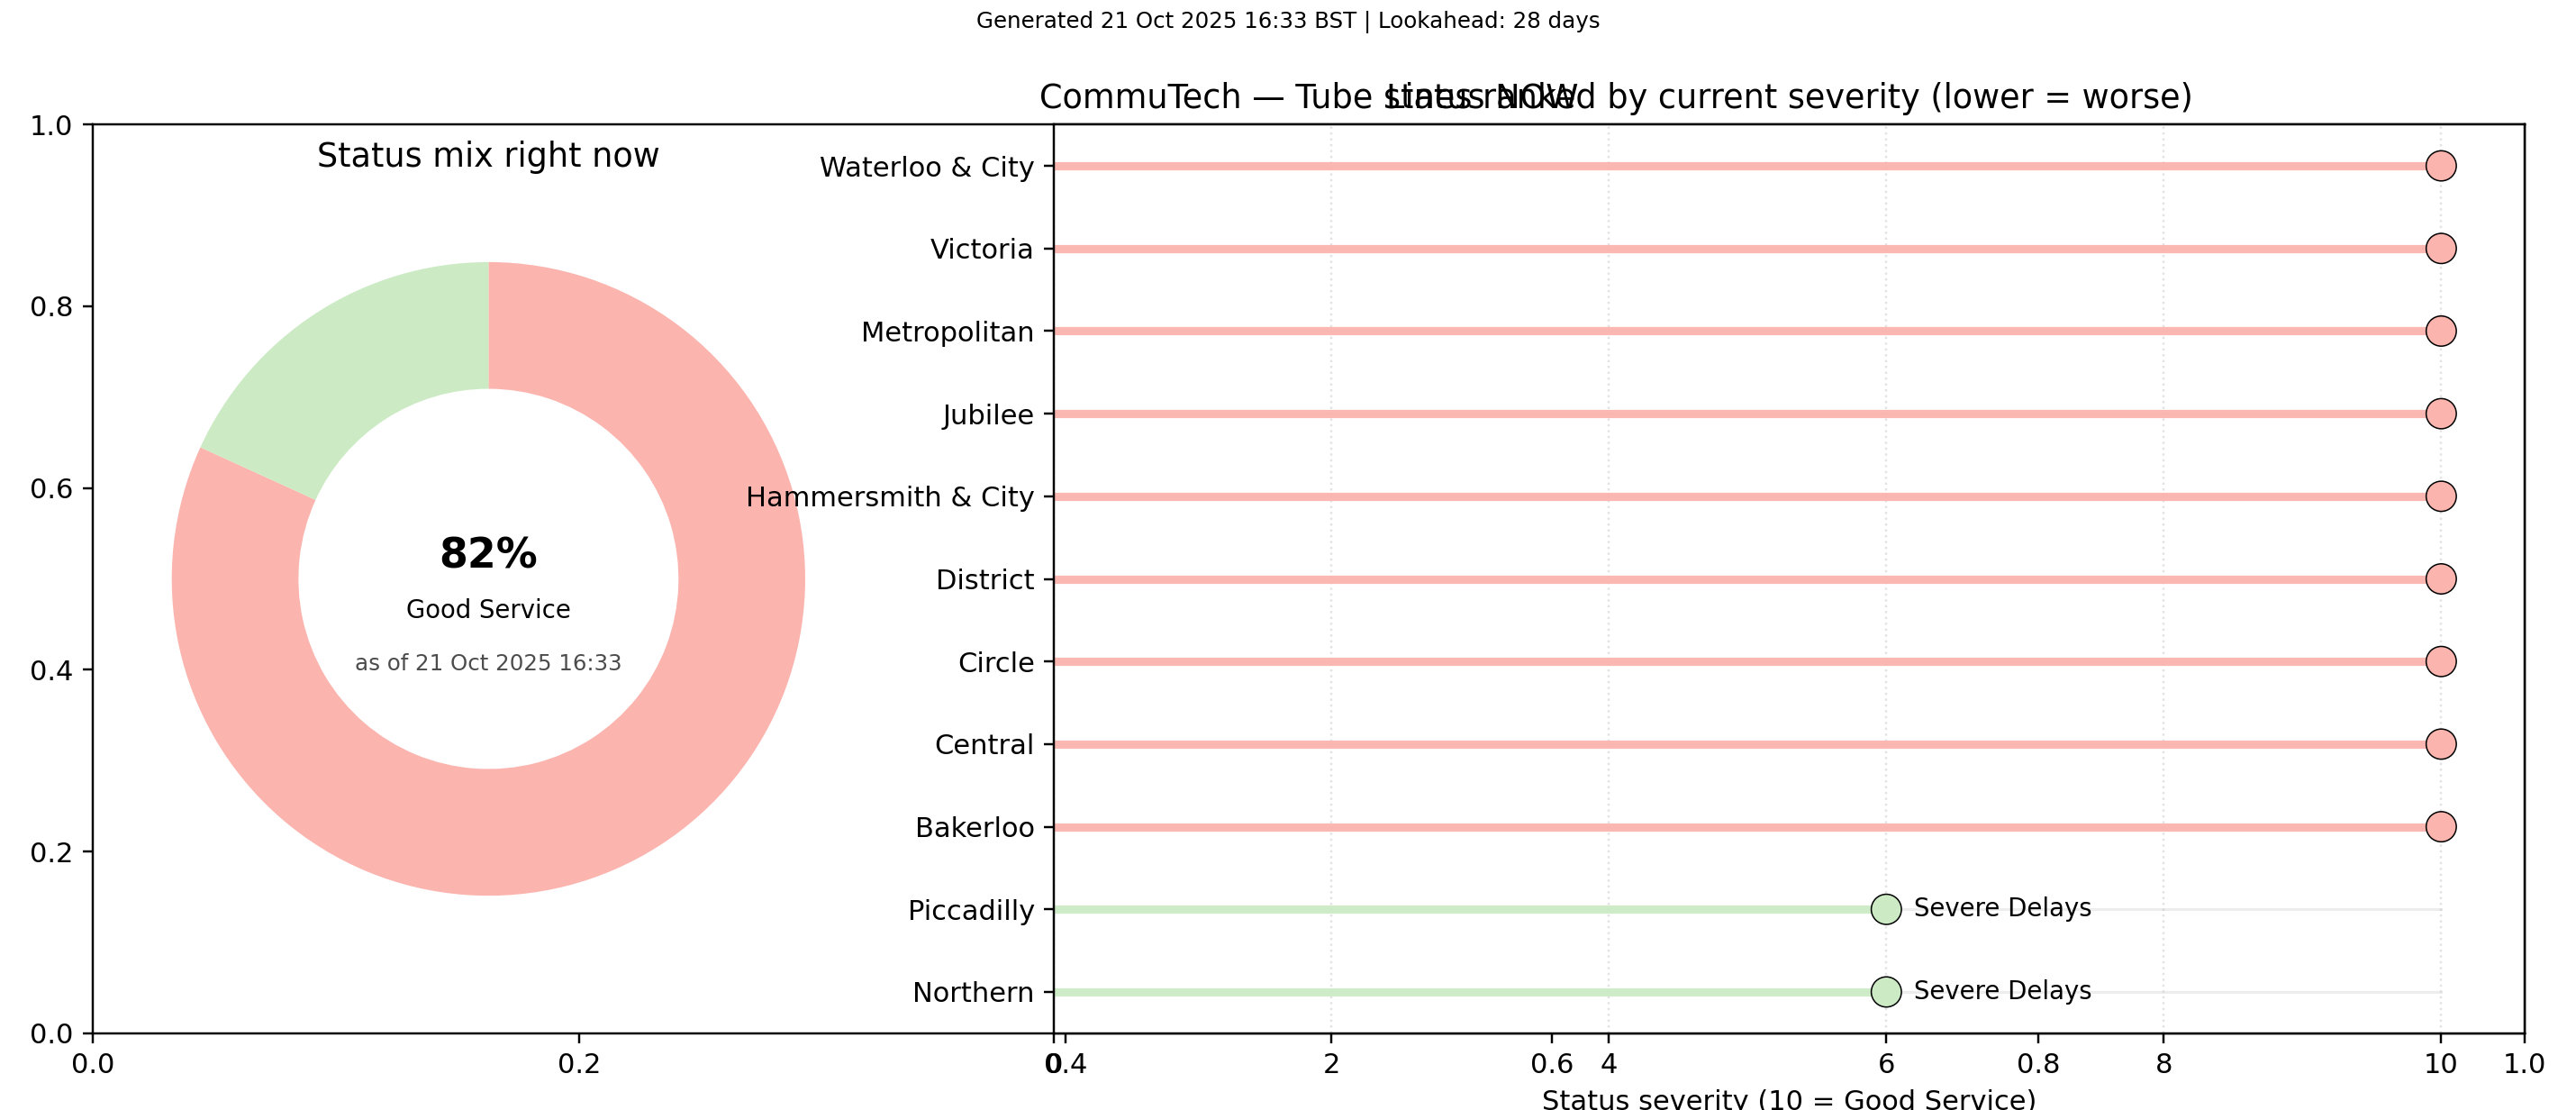 Generated 21 Oct 2025 16:33 BST | Lookahead: 28 days
CommuTech — Tube status NOW
Lines ranked by current severity (lower = worse)
Status mix right now
82%
Good Service
as of 21 Oct 2025 16:33
1.0
0.8
0.6
0.4
0.2
0.0
Waterloo & City
Victoria
Metropolitan
Jubilee
Hammersmith & City
District
Circle
Central
Bakerloo
Piccadilly
Severe Delays
Northern
Severe Delays
0.0 0.2 0.4 0.6 0.8 1.0
0 2 4 6 8 10
Status severity (10 = Good Service)